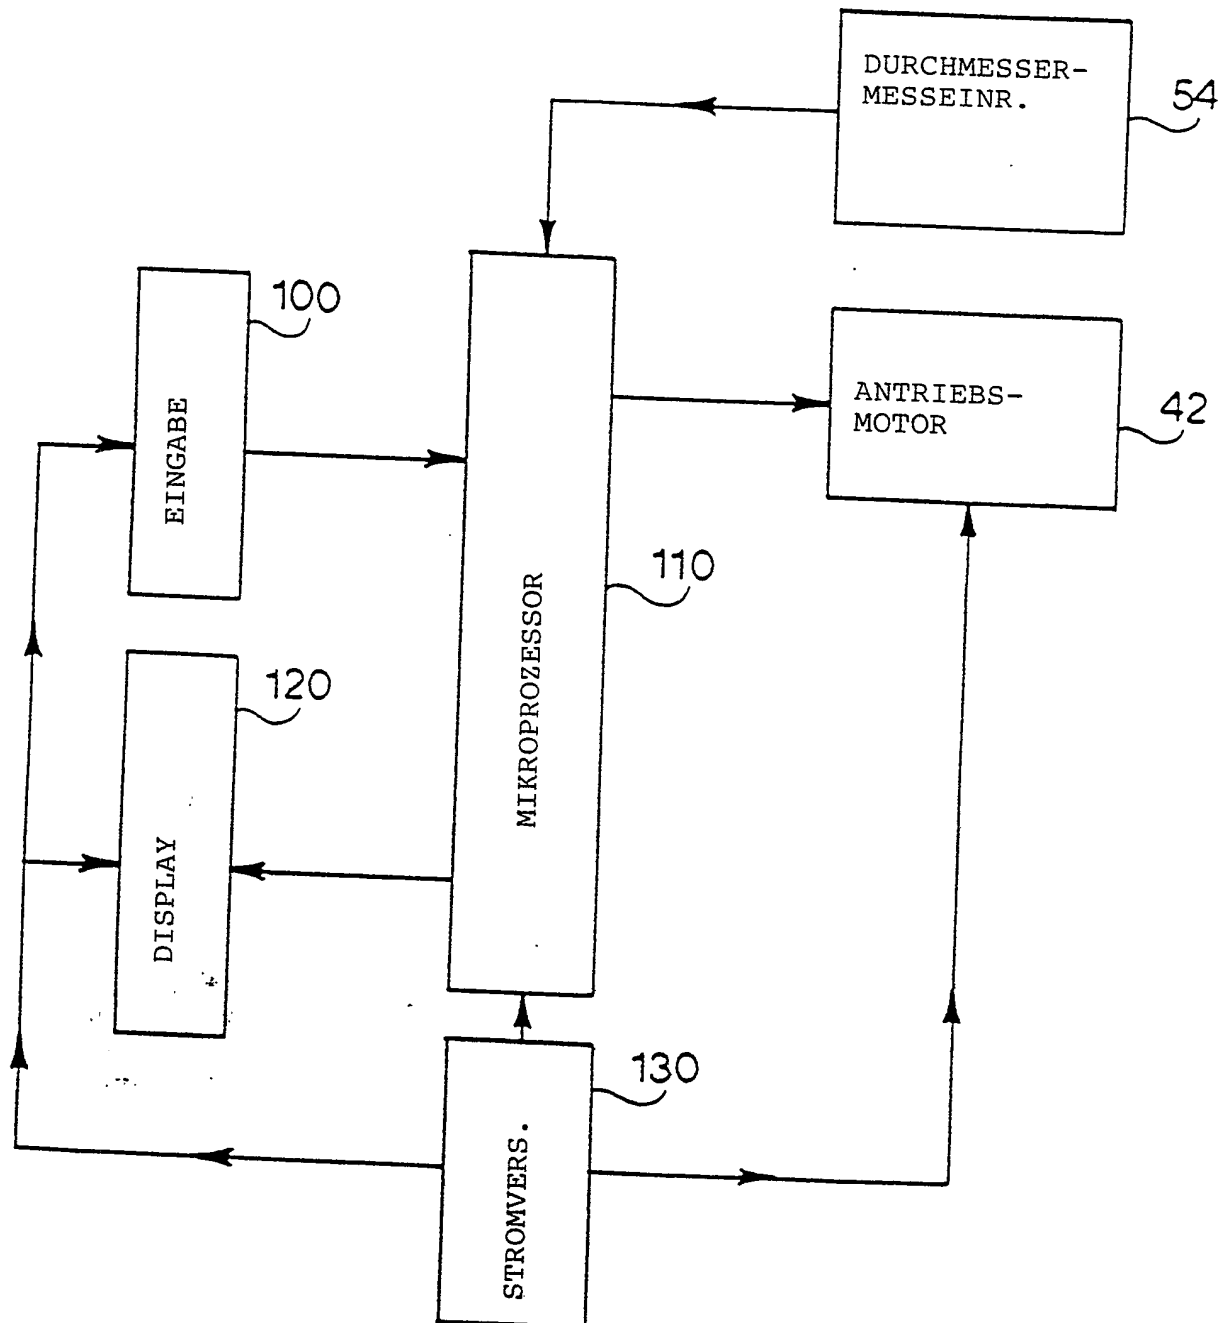 DURCHMESSER-
MESSEINR.
54
100
EINGABE
ANTRIEBS-
MOTOR
42
110
MIKROPROZESSOR
120
DISPLAY
130
STROMVERS.